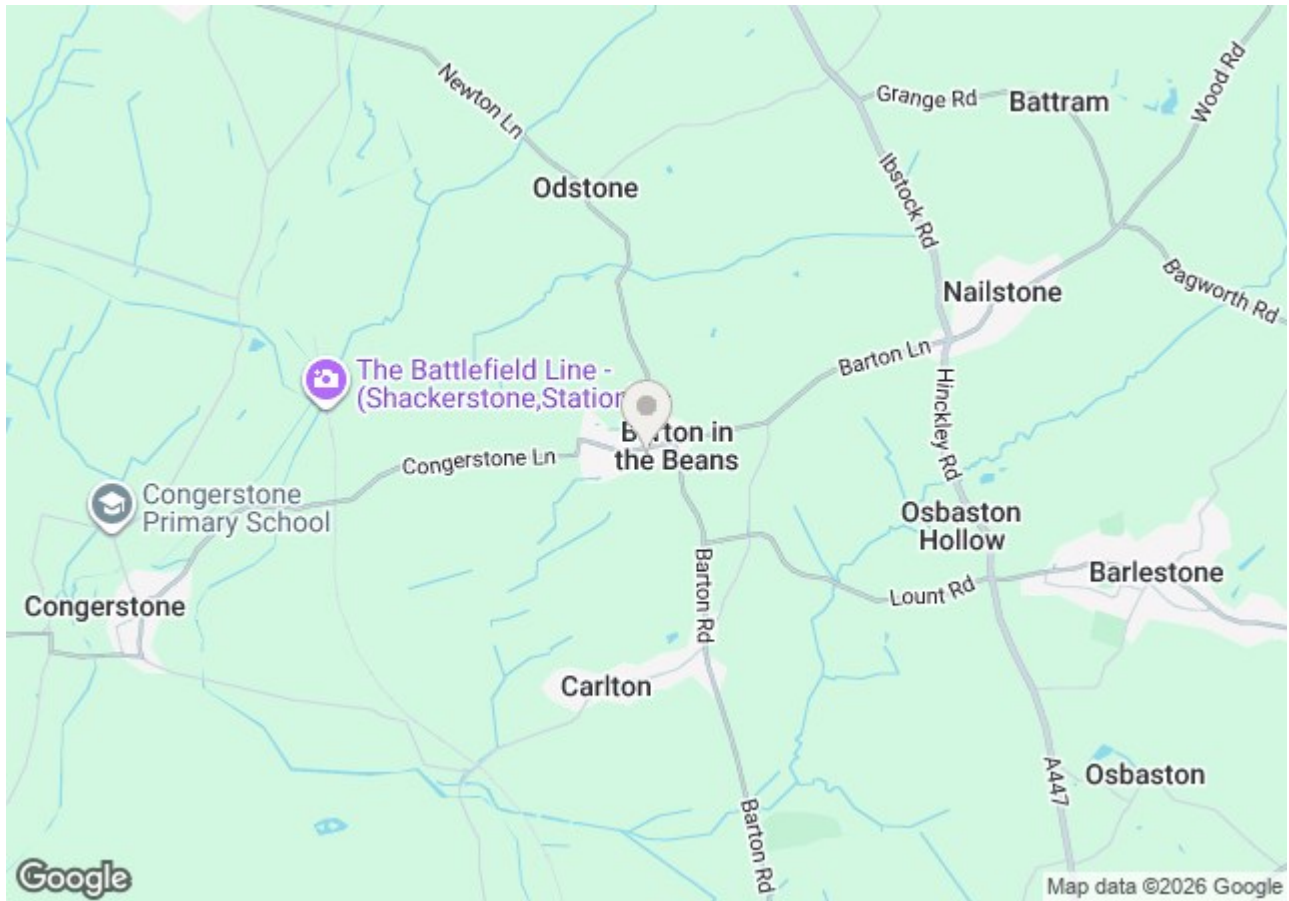 Newton Ln
Grange Rd
Battram
Wood Rd
Odstone
Ibstock Rd
Nailstone
Bagworth Rd
The Battlefield Line -
(Shackerstone,Station
Barton Ln
Hinckley Rd
Barton in
the Beans
Congerstone Ln
Congerstone
Primary School
Osbaston
Hollow
Barton Rd
Lount Rd
Barlestone
Congerstone
Carlton
A447
Osbaston
Barton Rd
Google
Map data ©2026 Google